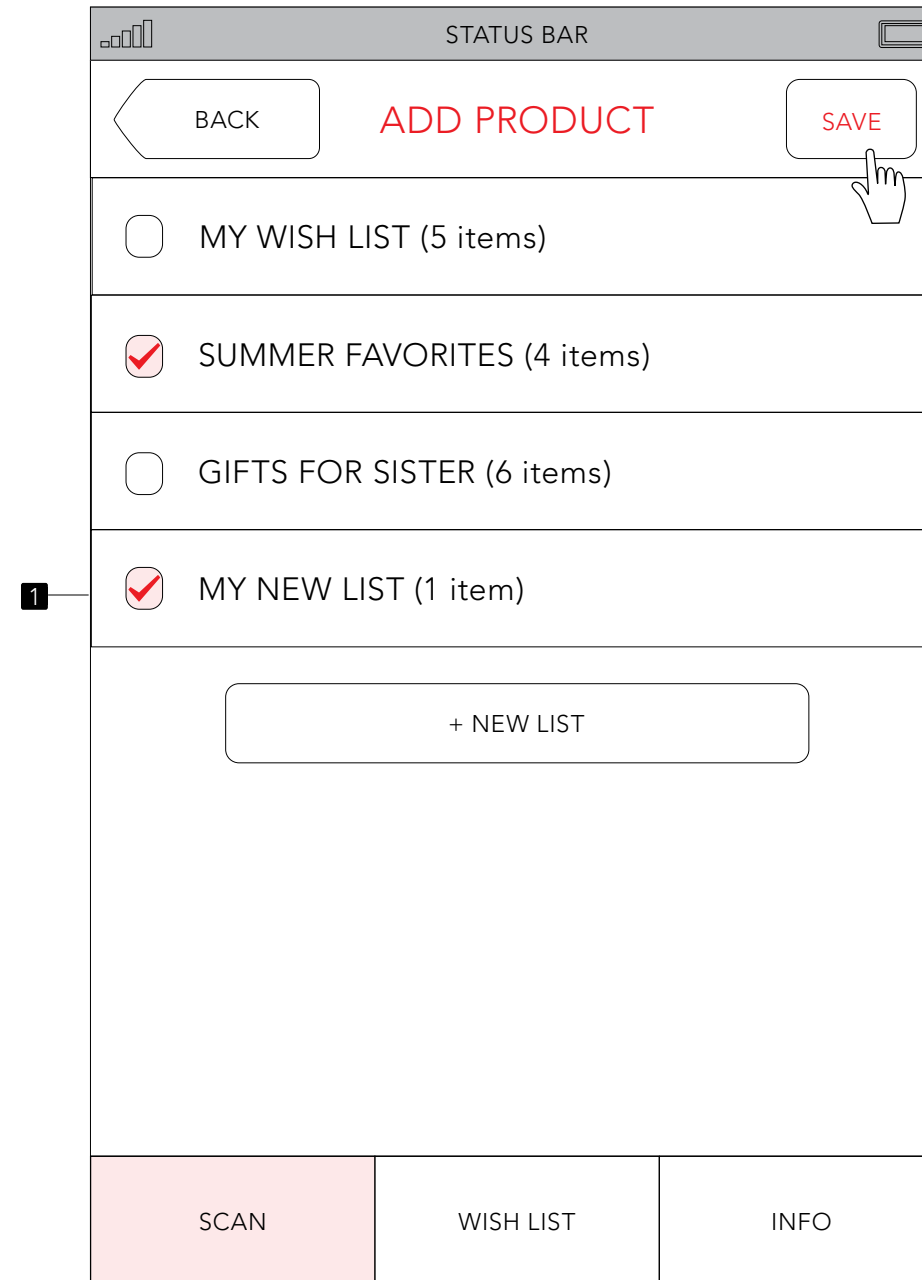 STATUS BAR
BACK
ADD PRODUCT
SAVE
MY WISH LIST (5 items)
SUMMER FAVORITES (4 items)
GIFTS FOR SISTER (6 items)
1
MY NEW LIST (1 item)
+ NEW LIST
SCAN
WISH LIST
INFO